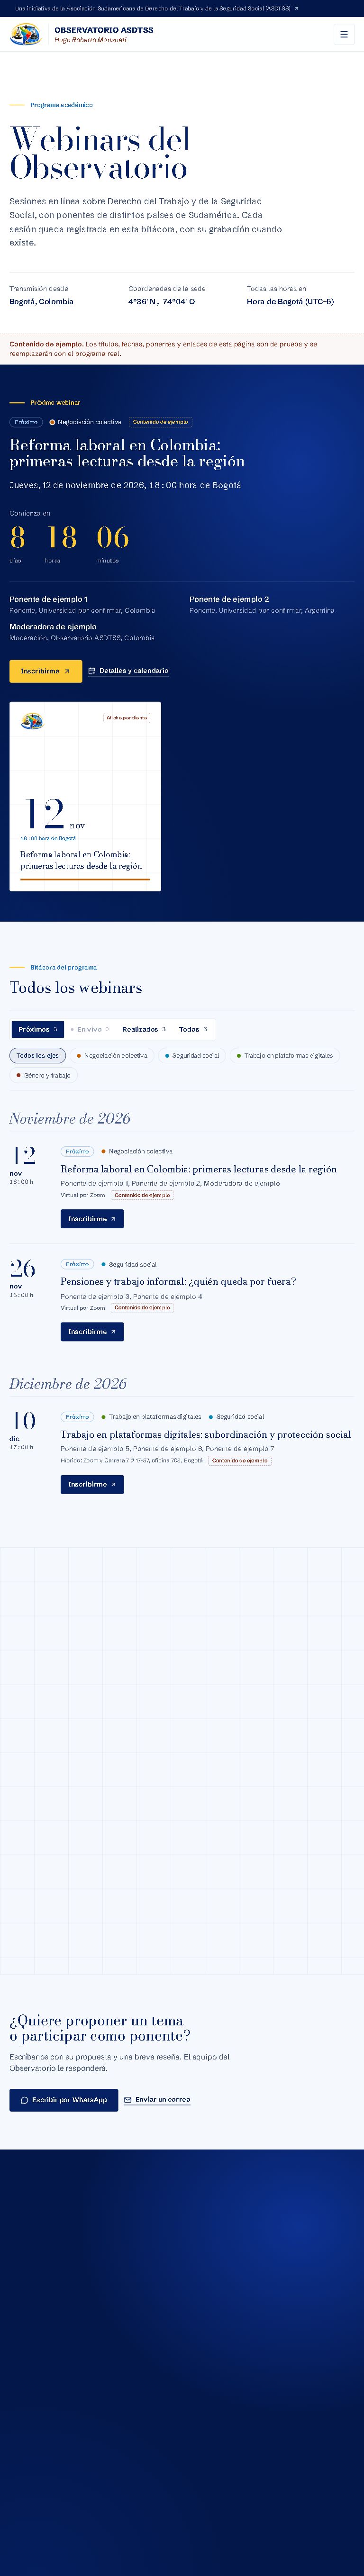 Una iniciativa de la Asociación Sudamericana de Derecho del Trabajo y de la Seguridad Social (ASDTSS)
OBSERVATORIO ASDTSS
Hugo Roberto Mansueti
Programa académico
Webinars del
Observatorio
Sesiones en línea sobre Derecho del Trabajo y de la Seguridad
Social, con ponentes de distintos países de Sudamérica. Cada
sesión queda registrada en esta bitácora, con su grabación cuando
existe.
Transmisión desde
Bogotá, Colombia
Coordenadas de la sede
4°36′ N, 74°04′ O
Todas las horas en
Hora de Bogotá (UTC-5)
Contenido de ejemplo. Los títulos, fechas, ponentes y enlaces de esta página son de prueba y se
reemplazarán con el programa real.
Próximo webinar
Próximo Negociación colectiva Contenido de ejemplo
Reforma laboral en Colombia:
primeras lecturas desde la región
Jueves, 12 de noviembre de 2026, 18:00 hora de Bogotá
Comienza en
8 18 06
días horas minutos
Ponente de ejemplo 1
Ponente, Universidad por confirmar, Colombia
Ponente de ejemplo 2
Ponente, Universidad por confirmar, Argentina
Moderadora de ejemplo
Moderación, Observatorio ASDTSS, Colombia
Inscribirme Detalles y calendario
Afiche pendiente
12 nov
18:00 hora de Bogotá
Reforma laboral en Colombia:
primeras lecturas desde la región
Bitácora del programa
Todos los webinars
Próximos 3 En vivo 0 Realizados 3 Todos 6
Todos los ejes Negociación colectiva Seguridad social Trabajo en plataformas digitales
Género y trabajo
Noviembre de 2026
12
nov
18:00 h
Próximo Negociación colectiva
Reforma laboral en Colombia: primeras lecturas desde la región
Ponente de ejemplo 1, Ponente de ejemplo 2, Moderadora de ejemplo
Virtual por Zoom Contenido de ejemplo
Inscribirme
26
nov
18:00 h
Próximo Seguridad social
Pensiones y trabajo informal: ¿quién queda por fuera?
Ponente de ejemplo 3, Ponente de ejemplo 4
Virtual por Zoom Contenido de ejemplo
Inscribirme
Diciembre de 2026
10
dic
17:00 h
Próximo Trabajo en plataformas digitales Seguridad social
Trabajo en plataformas digitales: subordinación y protección social
Ponente de ejemplo 5, Ponente de ejemplo 6, Ponente de ejemplo 7
Híbrido: Zoom y Carrera 7 # 17-57, oficina 705, Bogotá Contenido de ejemplo
Inscribirme
¿Quiere proponer un tema
o participar como ponente?
Escríbanos con su propuesta y una breve reseña. El equipo del
Observatorio le responderá.
Escribir por WhatsApp Enviar un correo